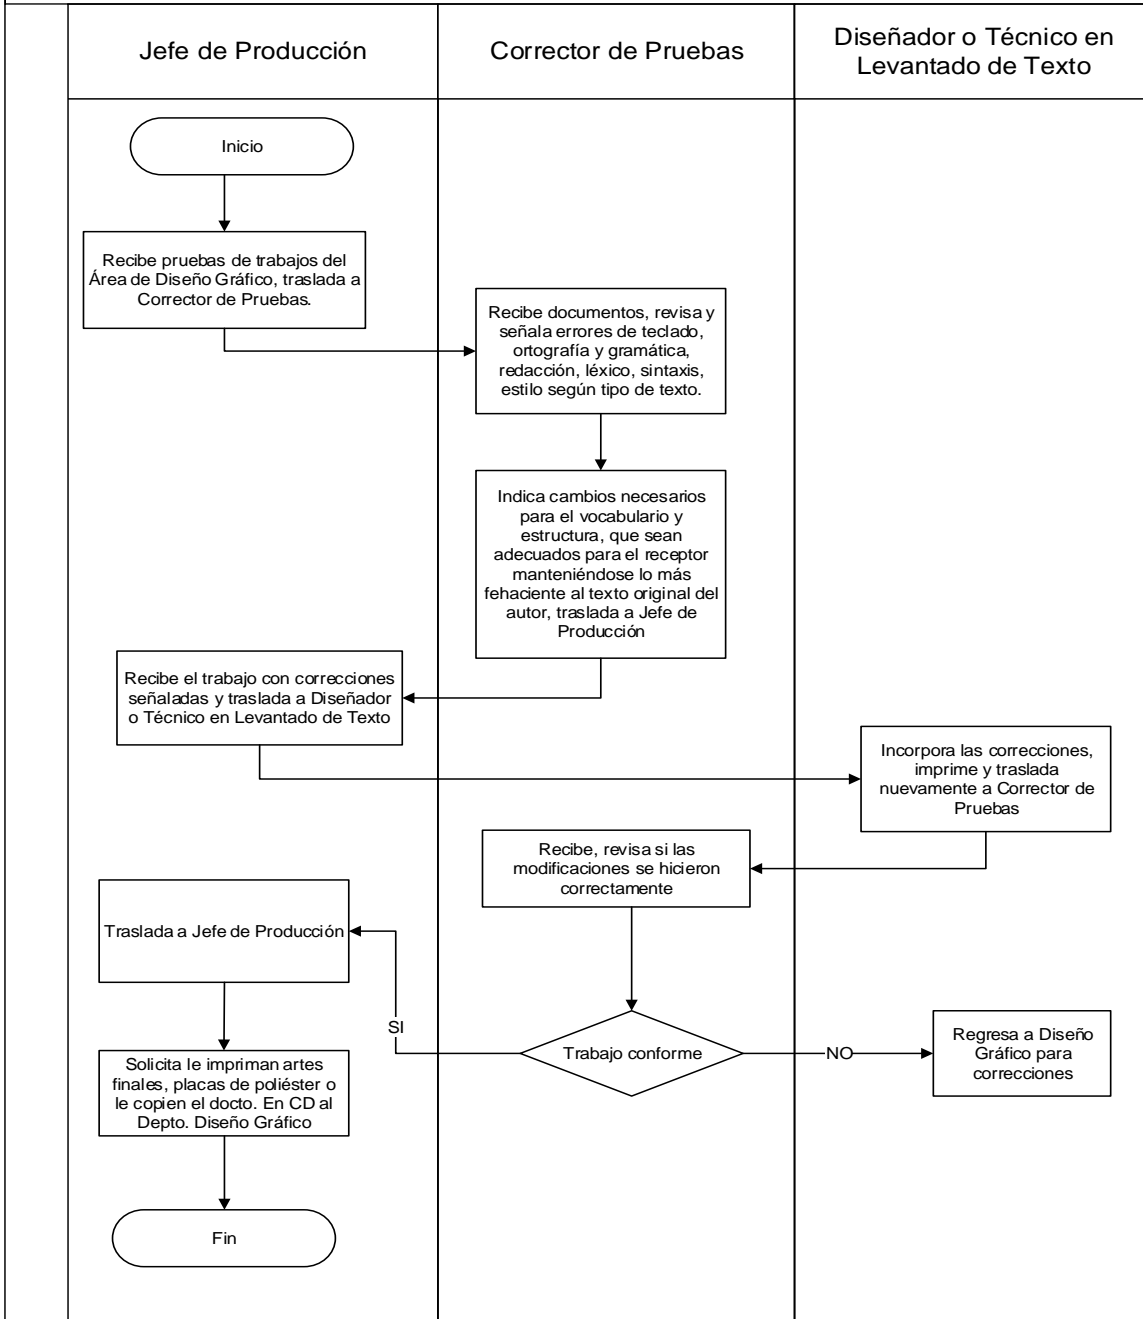 Jefe de Producción
Corrector de Pruebas
Diseñador o Técnico en
Levantado de Texto
Inicio
Recibe pruebas de trabajos del
Área de Diseño Gráfico, traslada a
Corrector de Pruebas.
Recibe documentos, revisa y
señala errores de teclado,
ortografía y gramática,
redacción, léxico, sintaxis,
estilo según tipo de texto.
Indica cambios necesarios
para el vocabulario y
estructura, que sean
adecuados para el receptor
manteniéndose lo más
fehaciente al texto original del
autor, traslada a Jefe de
Producción
Recibe el trabajo con correcciones
señaladas y traslada a Diseñador
o Técnico en Levantado de Texto
Incorpora las correcciones,
imprime y traslada
nuevamente a Corrector de
Pruebas
Recibe, revisa si las
modificaciones se hicieron
correctamente
Traslada a Jefe de Producción
SI
Trabajo conforme
NO
Regresa a Diseño
Gráfico para
correcciones
Solicita le impriman artes
finales, placas de poliéster o
le copien el docto. En CD al
Depto. Diseño Gráfico
Fin